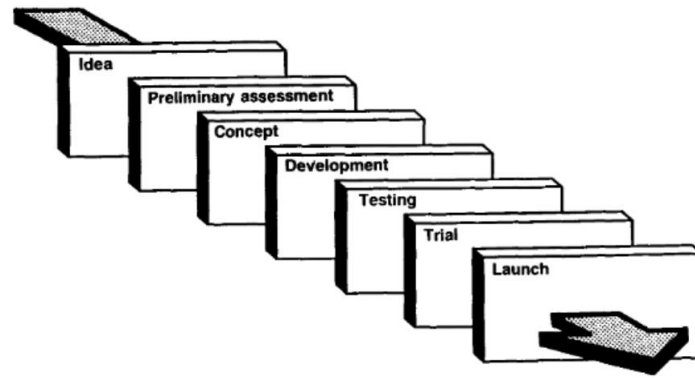 Idea
Preliminary assessment
Concept
Development
Testing
Trial
Launch